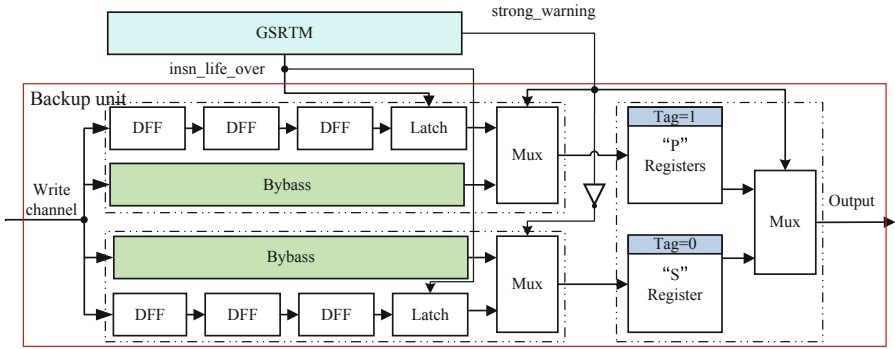 strong_warning
GSRTM
insn_life_over
Backup unit
DFF
DFF
DFF
Latch
Mux
Bybass
Tag=1
“P”
Registers
Write
channel
Mux
Output
Bybass
Mux
Tag=0
“S”
Register
DFF
DFF
DFF
Latch